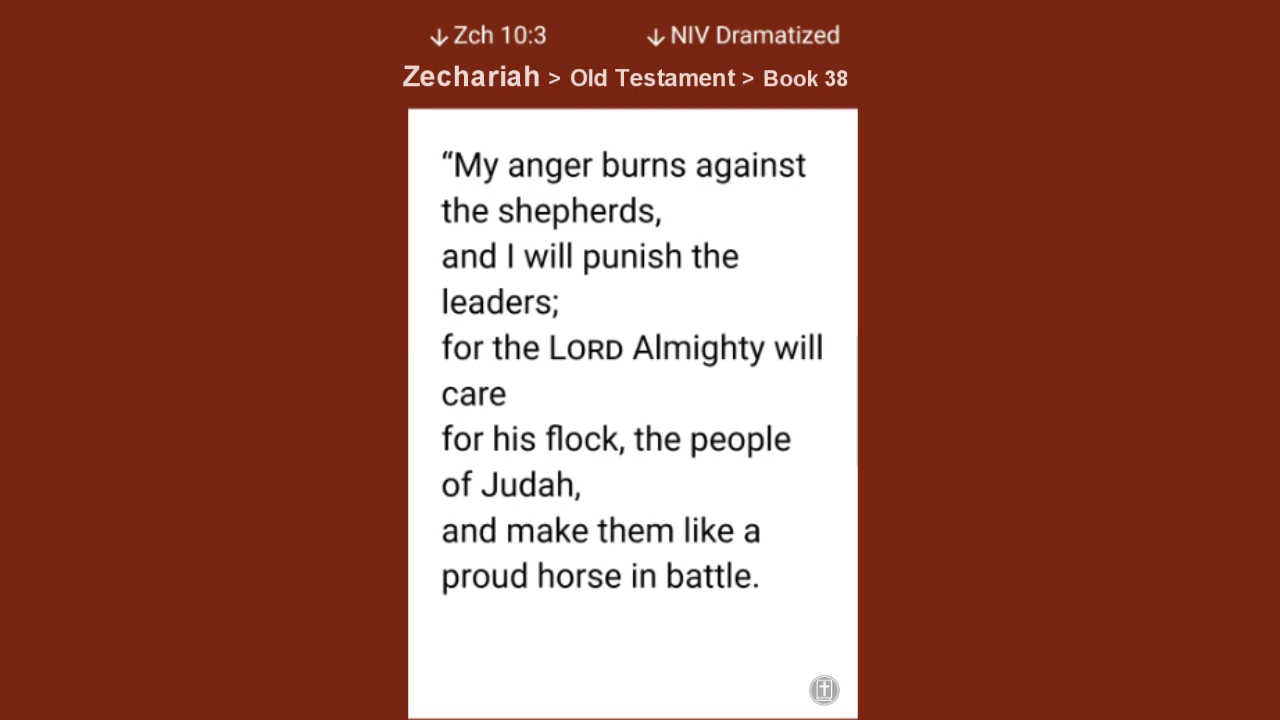 ↓ Zch 10:3 ↓ NIV Dramatized
Zechariah > Old Testament > Book 38
“My anger burns against
the shepherds,
and I will punish the
leaders;
for the LORD Almighty will
care
for his flock, the people
of Judah,
and make them like a
proud horse in battle.